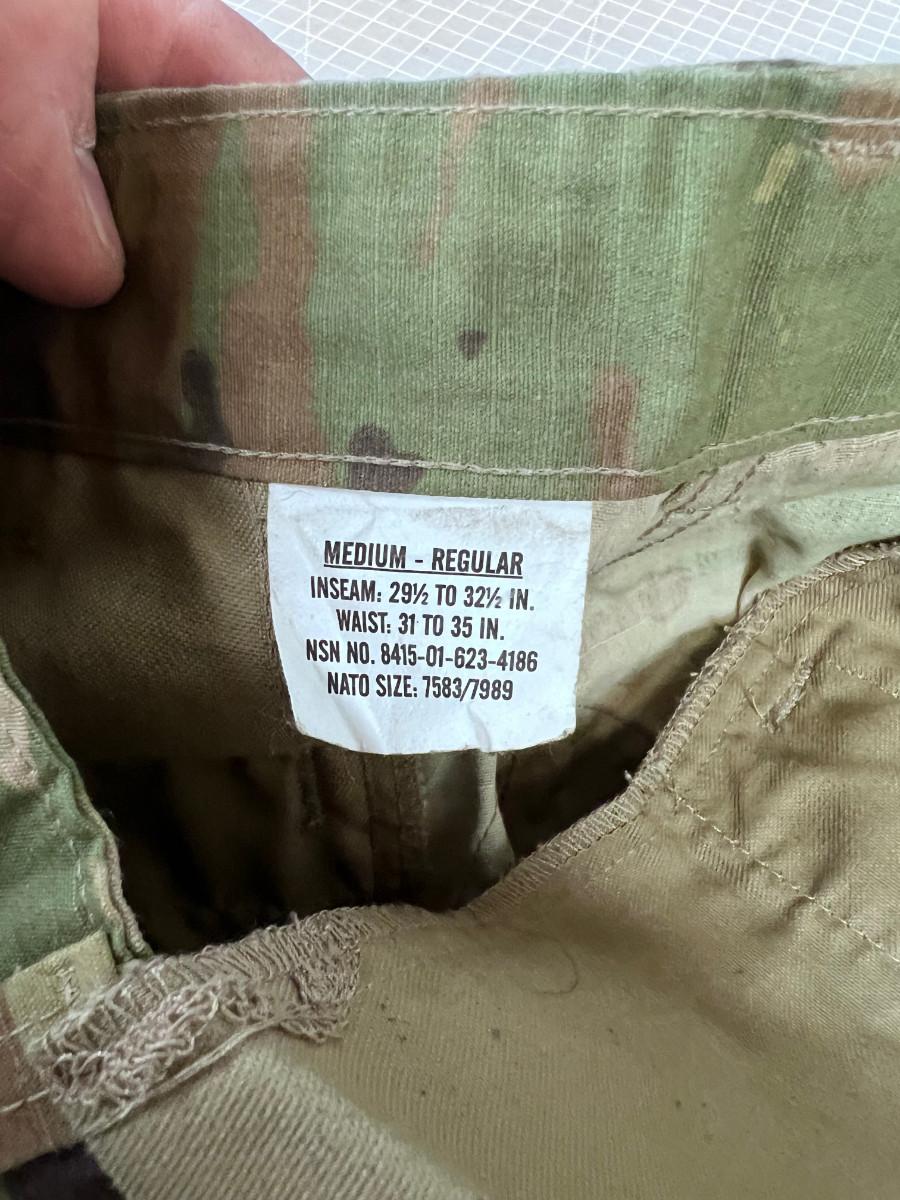 MEDIUM - REGULAR
INSEAM: 29½ TO 32½ IN.
WAIST: 31 TO 35 IN.
NSN NO. 8415-01-623-4186
NATO SIZE: 7583/7989